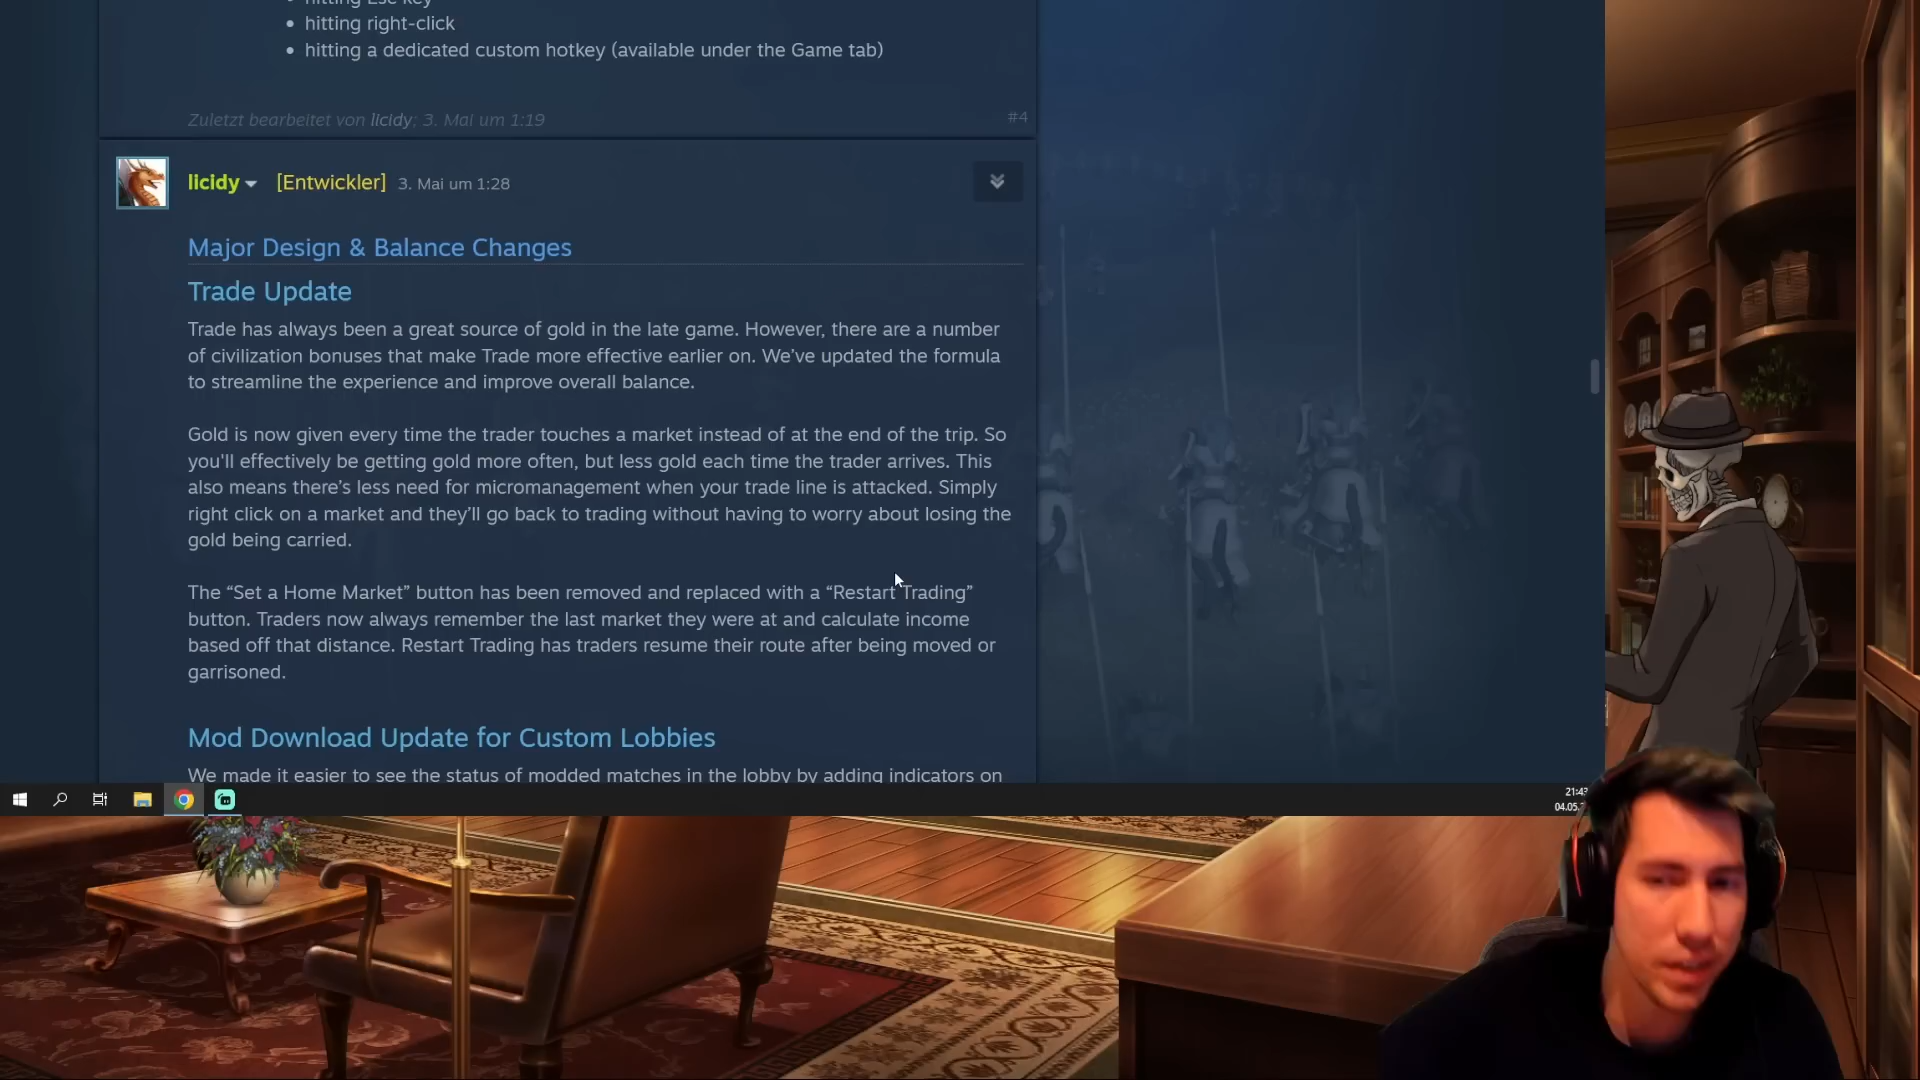 hitting Esc key
hitting right-click
hitting a dedicated custom hotkey (available under the Game tab)
Zuletzt bearbeitet von licidy; 3. Mai um 1:19
#4
licidy [Entwickler] 3. Mai um 1:28
Major Design & Balance Changes
Trade Update
Trade has always been a great source of gold in the late game. However, there are a number
of civilization bonuses that make Trade more effective earlier on. We’ve updated the formula
to streamline the experience and improve overall balance.
Gold is now given every time the trader touches a market instead of at the end of the trip. So
you'll effectively be getting gold more often, but less gold each time the trader arrives. This
also means there’s less need for micromanagement when your trade line is attacked. Simply
right click on a market and they’ll go back to trading without having to worry about losing the
gold being carried.
The “Set a Home Market” button has been removed and replaced with a “Restart Trading”
button. Traders now always remember the last market they were at and calculate income
based off that distance. Restart Trading has traders resume their route after being moved or
garrisoned.
Mod Download Update for Custom Lobbies
We made it easier to see the status of modded matches in the lobby by adding indicators on
21:43
04.05.